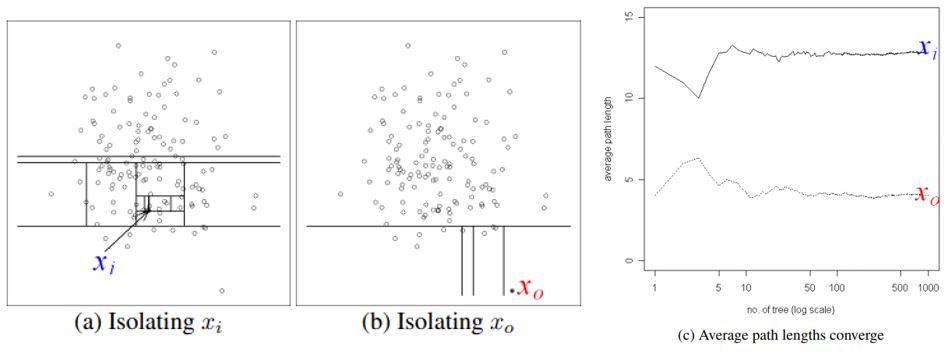 x_i
(a) Isolating x_i
x_o
(b) Isolating x_o
average path length
15
10
5
0
x_i
x_o
1
5
10
50
100
500
1000
no. of tree (log scale)
(c) Average path lengths converge